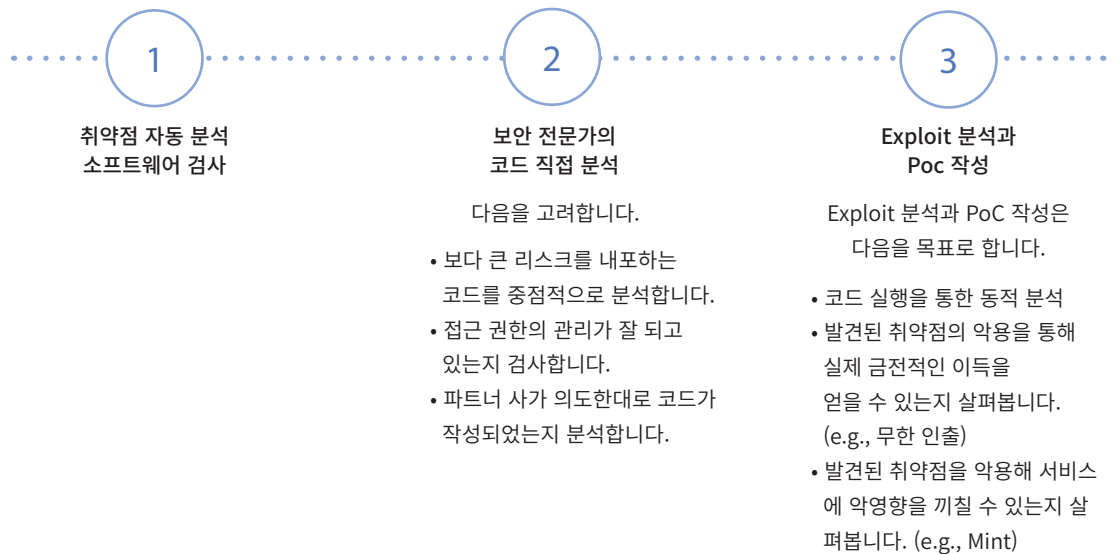 1
취약점 자동 분석
소프트웨어 검사
2
보안 전문가의
코드 직접 분석
다음을 고려합니다.
• 보다 큰 리스크를 내포하는
코드를 중점적으로 분석합니다.
• 접근 권한의 관리가 잘 되고
있는지 검사합니다.
• 파트너 사가 의도한대로 코드가
작성되었는지 분석합니다.
3
Exploit 분석과
Poc 작성
Exploit 분석과 PoC 작성은
다음을 목표로 합니다.
• 코드 실행을 통한 동적 분석
• 발견된 취약점의 악용을 통해
실제 금전적인 이득을
얻을 수 있는지 살펴봅니다.
(e.g., 무한 인출)
• 발견된 취약점을 악용해 서비스
에 악영향을 끼칠 수 있는지 살
펴봅니다. (e.g., Mint)